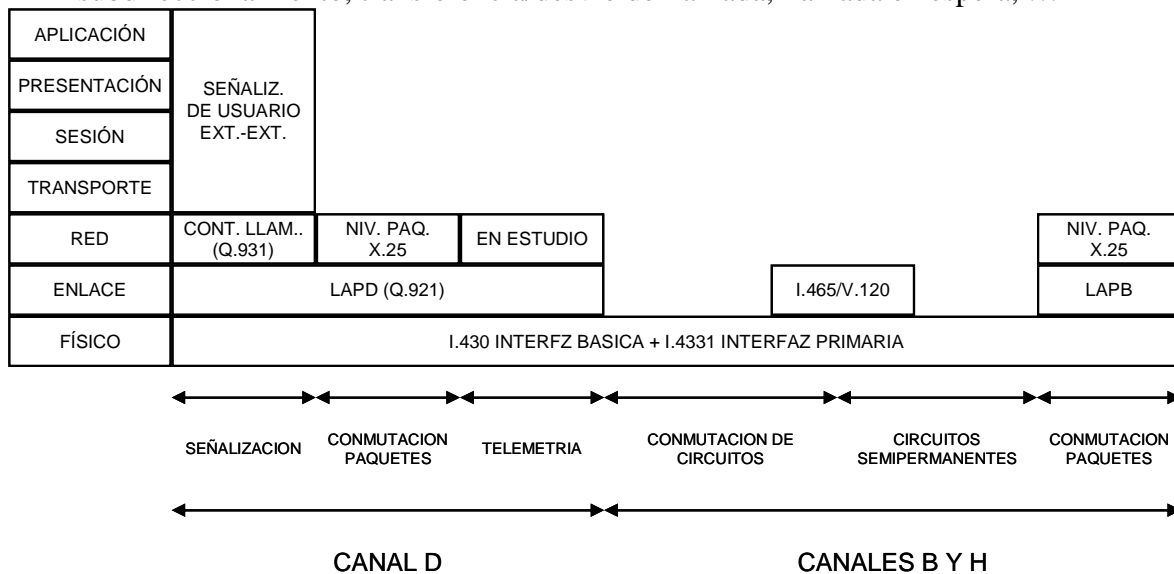 APLICACIÓN
PRESENTACIÓN
SESIÓN
TRANSPORTE
SEÑALIZ.
DE USUARIO
EXT.-EXT.
RED
CONT. LLAM..
(Q.931)
NIV. PAQ.
X.25
EN ESTUDIO
NIV. PAQ.
X.25
ENLACE
LAPD (Q.921)
I.465/V.120
LAPB
FÍSICO
I.430 INTERFZ BASICA + I.4331 INTERFAZ PRIMARIA
SEÑALIZACION
CONMUTACION
PAQUETES
TELEMETRIA
CONMUTACION DE
CIRCUITOS
CIRCUITOS
SEMIPERMANENTES
CONMUTACION
PAQUETES
CANAL D
CANALES B Y H